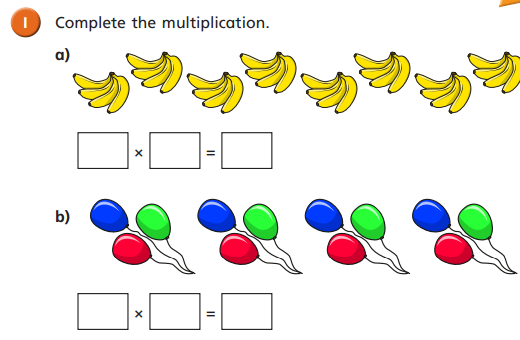 1 Complete the multiplication.
a)
× =
b)
× =